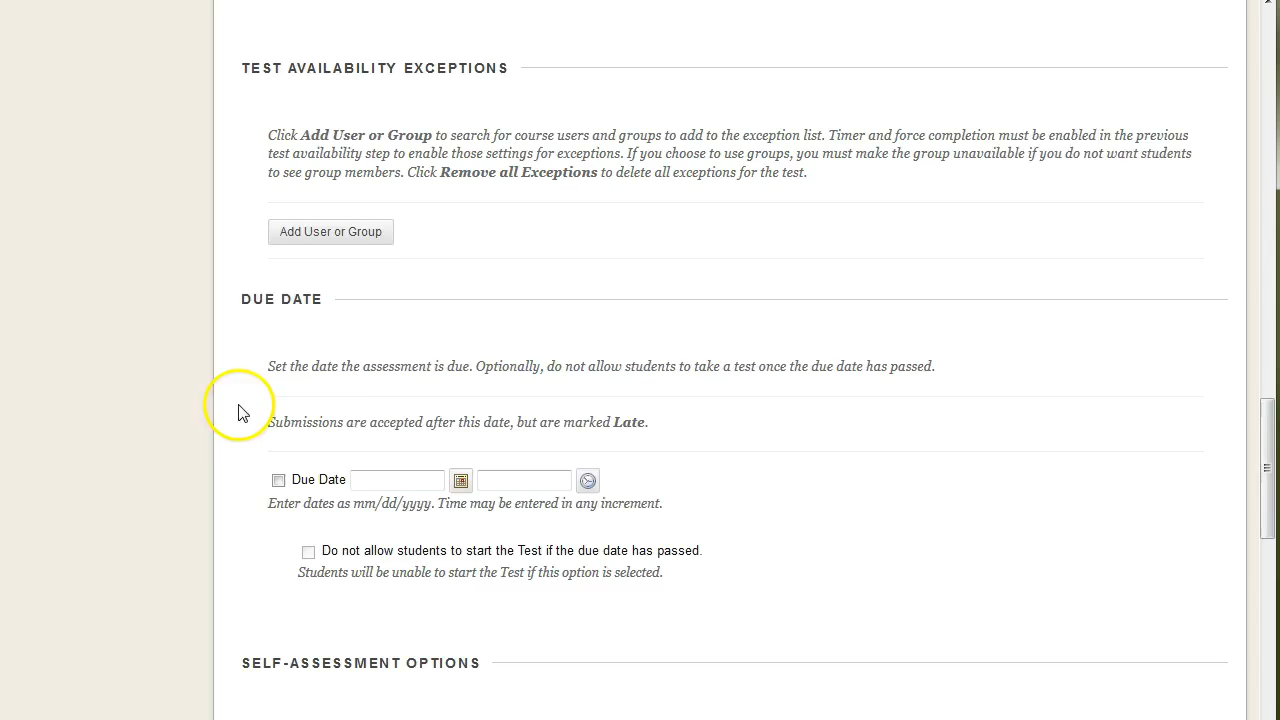 TEST AVAILABILITY EXCEPTIONS
Click Add User or Group to search for course users and groups to add to the exception list. Timer and force completion must be enabled in the previous
test availability step to enable those settings for exceptions. If you choose to use groups, you must make the group unavailable if you do not want students
to see group members. Click Remove all Exceptions to delete all exceptions for the test.
Add User or Group
DUE DATE
Set the date the assessment is due. Optionally, do not allow students to take a test once the due date has passed.
Submissions are accepted after this date, but are marked Late.
Due Date
Enter dates as mm/dd/yyyy. Time may be entered in any increment.
Do not allow students to start the Test if the due date has passed.
Students will be unable to start the Test if this option is selected.
SELF-ASSESSMENT OPTIONS